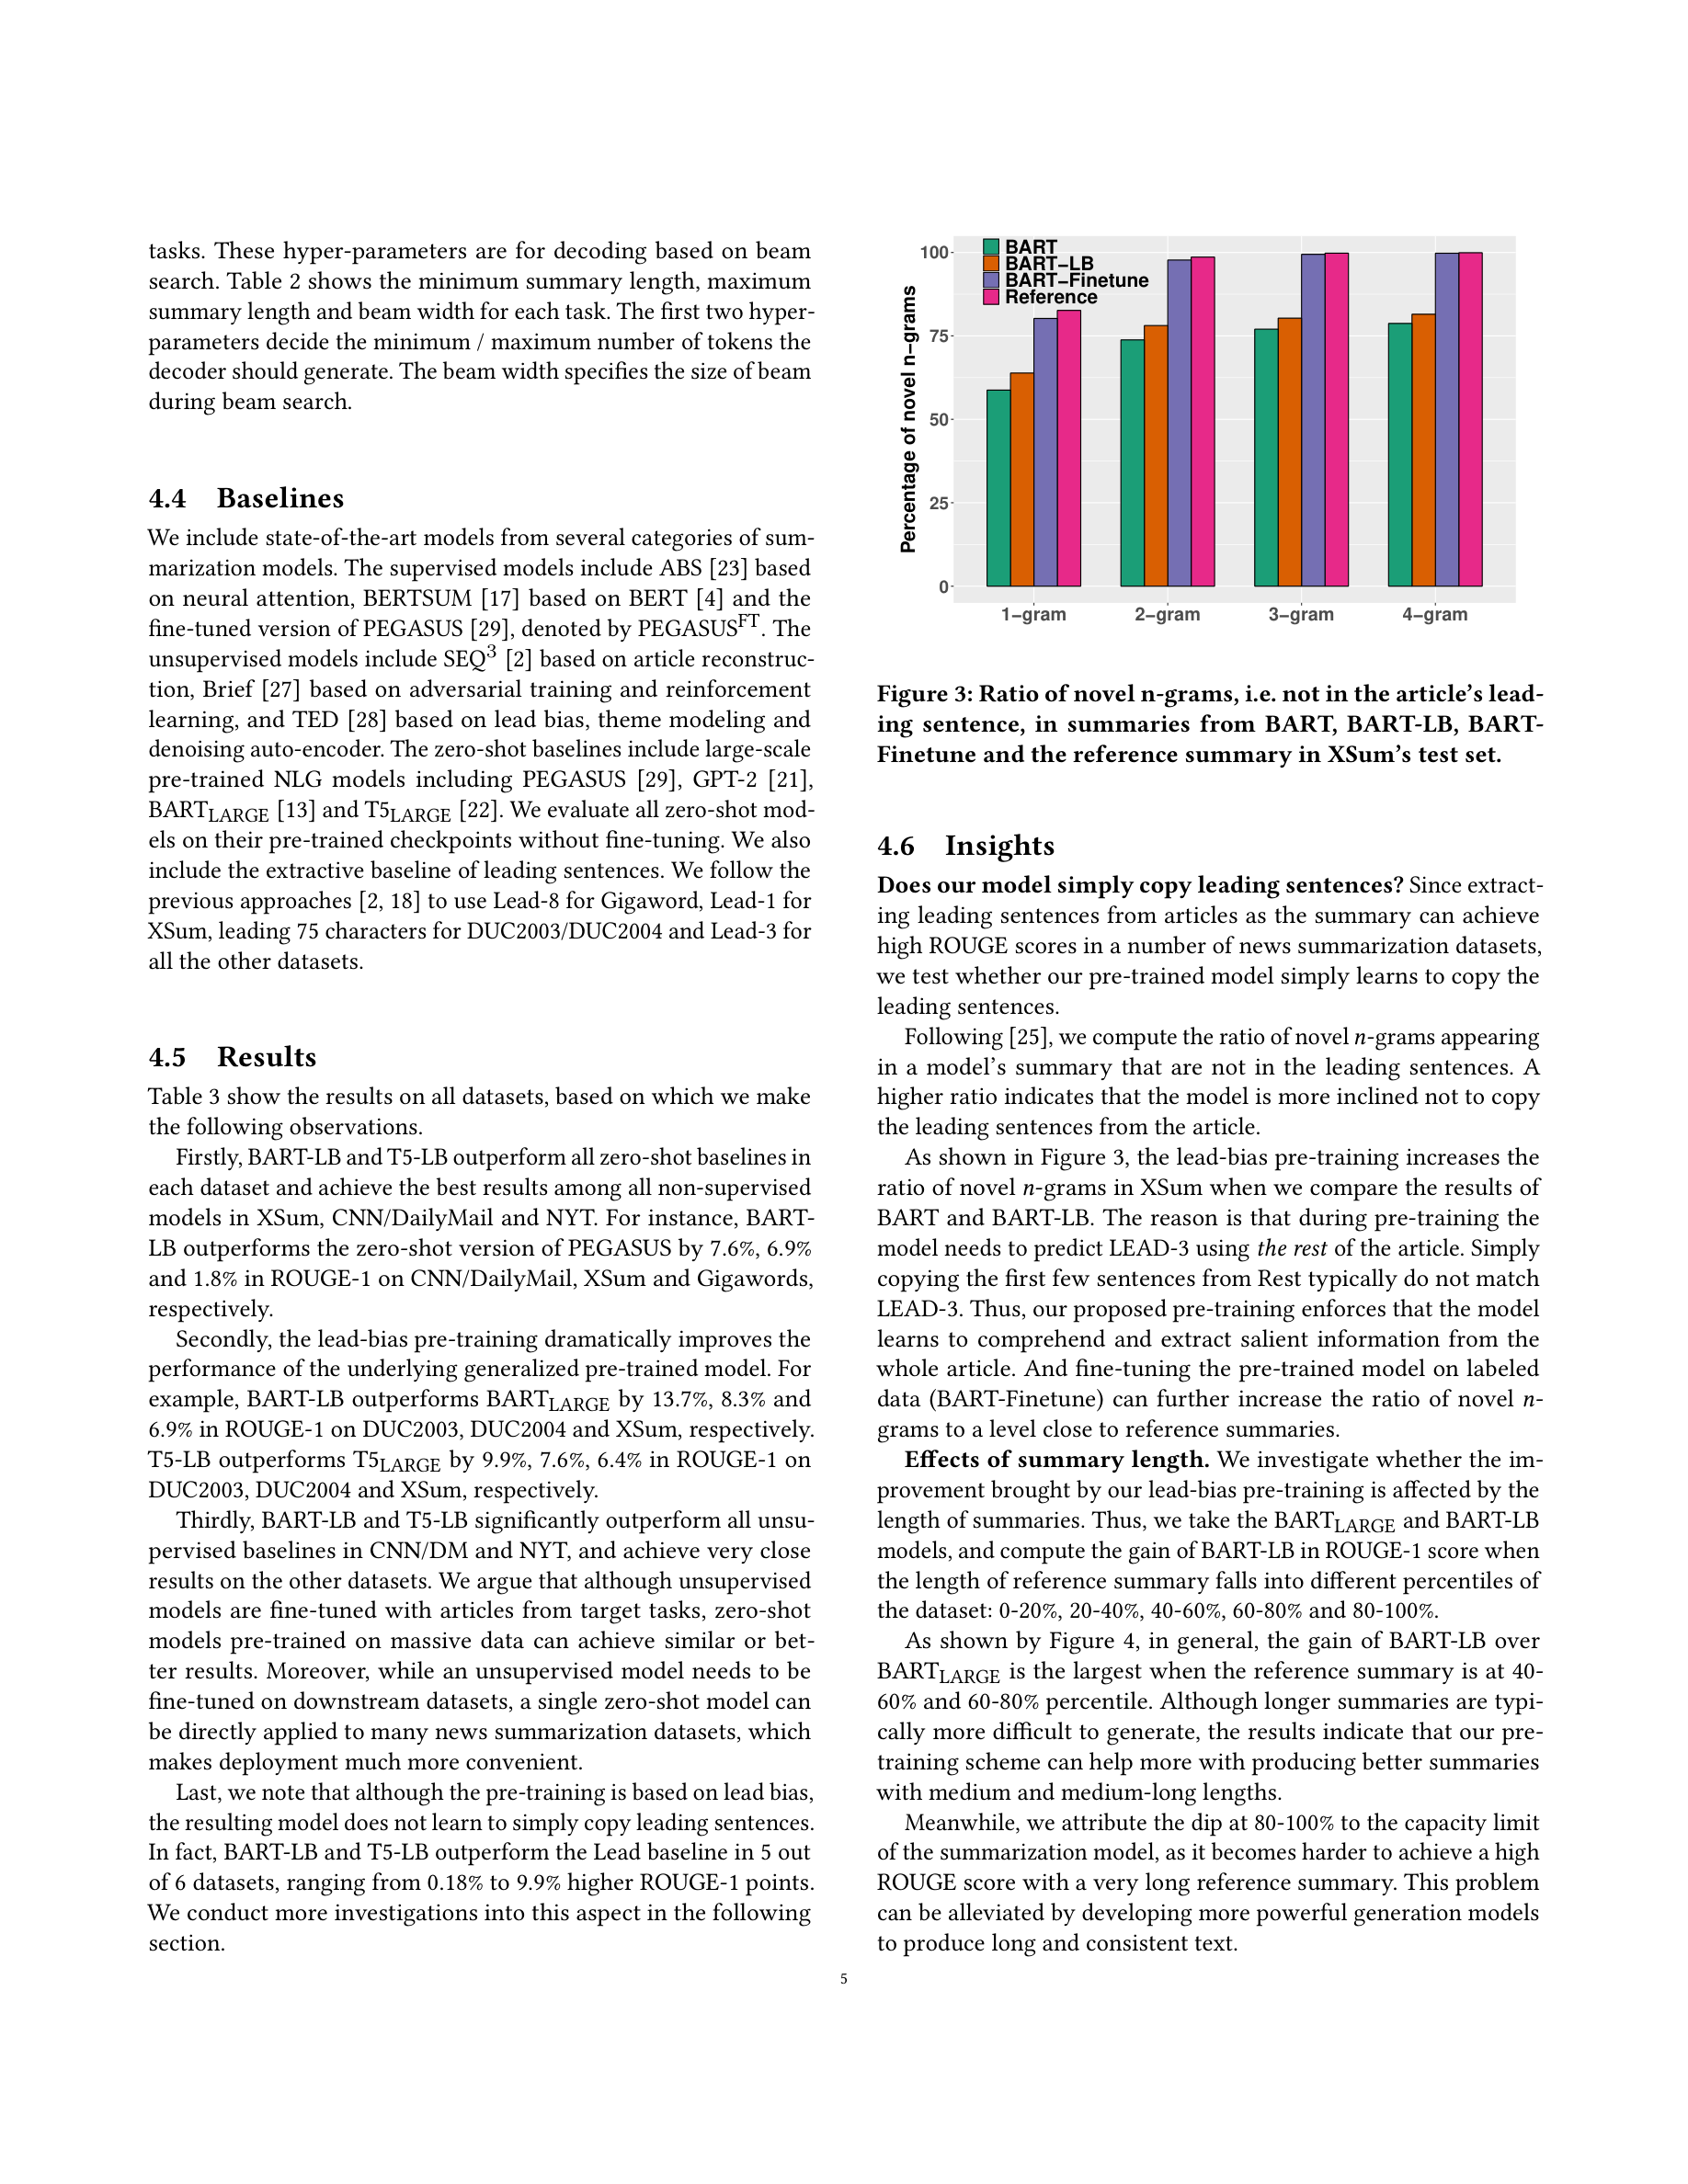 tasks. These hyper-parameters are for decoding based on beam
search. Table 2 shows the minimum summary length, maximum
summary length and beam width for each task. The first two hyper-
parameters decide the minimum / maximum number of tokens the
decoder should generate. The beam width specifies the size of beam
during beam search.
4.4 Baselines
We include state-of-the-art models from several categories of sum-
marization models. The supervised models include ABS [23] based
on neural attention, BERTSUM [17] based on BERT [4] and the
fine-tuned version of PEGASUS [29], denoted by PEGASUSFT. The
unsupervised models include SEQ3 [2] based on article reconstruc-
tion, Brief [27] based on adversarial training and reinforcement
learning, and TED [28] based on lead bias, theme modeling and
denoising auto-encoder. The zero-shot baselines include large-scale
pre-trained NLG models including PEGASUS [29], GPT-2 [21],
BARTLARGE [13] and T5LARGE [22]. We evaluate all zero-shot mod-
els on their pre-trained checkpoints without fine-tuning. We also
include the extractive baseline of leading sentences. We follow the
previous approaches [2, 18] to use Lead-8 for Gigaword, Lead-1 for
XSum, leading 75 characters for DUC2003/DUC2004 and Lead-3 for
all the other datasets.
4.5 Results
Table 3 show the results on all datasets, based on which we make
the following observations.
Firstly, BART-LB and T5-LB outperform all zero-shot baselines in
each dataset and achieve the best results among all non-supervised
models in XSum, CNN/DailyMail and NYT. For instance, BART-
LB outperforms the zero-shot version of PEGASUS by 7.6%, 6.9%
and 1.8% in ROUGE-1 on CNN/DailyMail, XSum and Gigawords,
respectively.
Secondly, the lead-bias pre-training dramatically improves the
performance of the underlying generalized pre-trained model. For
example, BART-LB outperforms BARTLARGE by 13.7%, 8.3% and
6.9% in ROUGE-1 on DUC2003, DUC2004 and XSum, respectively.
T5-LB outperforms T5LARGE by 9.9%, 7.6%, 6.4% in ROUGE-1 on
DUC2003, DUC2004 and XSum, respectively.
Thirdly, BART-LB and T5-LB significantly outperform all unsu-
pervised baselines in CNN/DM and NYT, and achieve very close
results on the other datasets. We argue that although unsupervised
models are fine-tuned with articles from target tasks, zero-shot
models pre-trained on massive data can achieve similar or bet-
ter results. Moreover, while an unsupervised model needs to be
fine-tuned on downstream datasets, a single zero-shot model can
be directly applied to many news summarization datasets, which
makes deployment much more convenient.
Last, we note that although the pre-training is based on lead bias,
the resulting model does not learn to simply copy leading sentences.
In fact, BART-LB and T5-LB outperform the Lead baseline in 5 out
of 6 datasets, ranging from 0.18% to 9.9% higher ROUGE-1 points.
We conduct more investigations into this aspect in the following
section.
Percentage of novel n−grams
100
75
50
25
0
BART
BART−LB
BART−Finetune
Reference
1−gram 2−gram 3−gram 4−gram
Figure 3: Ratio of novel n-grams, i.e. not in the article's lead-
ing sentence, in summaries from BART, BART-LB, BART-
Finetune and the reference summary in XSum's test set.
4.6 Insights
Does our model simply copy leading sentences? Since extract-
ing leading sentences from articles as the summary can achieve
high ROUGE scores in a number of news summarization datasets,
we test whether our pre-trained model simply learns to copy the
leading sentences.
Following [25], we compute the ratio of novel n-grams appearing
in a model's summary that are not in the leading sentences. A
higher ratio indicates that the model is more inclined not to copy
the leading sentences from the article.
As shown in Figure 3, the lead-bias pre-training increases the
ratio of novel n-grams in XSum when we compare the results of
BART and BART-LB. The reason is that during pre-training the
model needs to predict LEAD-3 using the rest of the article. Simply
copying the first few sentences from Rest typically do not match
LEAD-3. Thus, our proposed pre-training enforces that the model
learns to comprehend and extract salient information from the
whole article. And fine-tuning the pre-trained model on labeled
data (BART-Finetune) can further increase the ratio of novel n-
grams to a level close to reference summaries.
Effects of summary length. We investigate whether the im-
provement brought by our lead-bias pre-training is affected by the
length of summaries. Thus, we take the BARTLARGE and BART-LB
models, and compute the gain of BART-LB in ROUGE-1 score when
the length of reference summary falls into different percentiles of
the dataset: 0-20%, 20-40%, 40-60%, 60-80% and 80-100%.
As shown by Figure 4, in general, the gain of BART-LB over
BARTLARGE is the largest when the reference summary is at 40-
60% and 60-80% percentile. Although longer summaries are typi-
cally more difficult to generate, the results indicate that our pre-
training scheme can help more with producing better summaries
with medium and medium-long lengths.
Meanwhile, we attribute the dip at 80-100% to the capacity limit
of the summarization model, as it becomes harder to achieve a high
ROUGE score with a very long reference summary. This problem
can be alleviated by developing more powerful generation models
to produce long and consistent text.
5